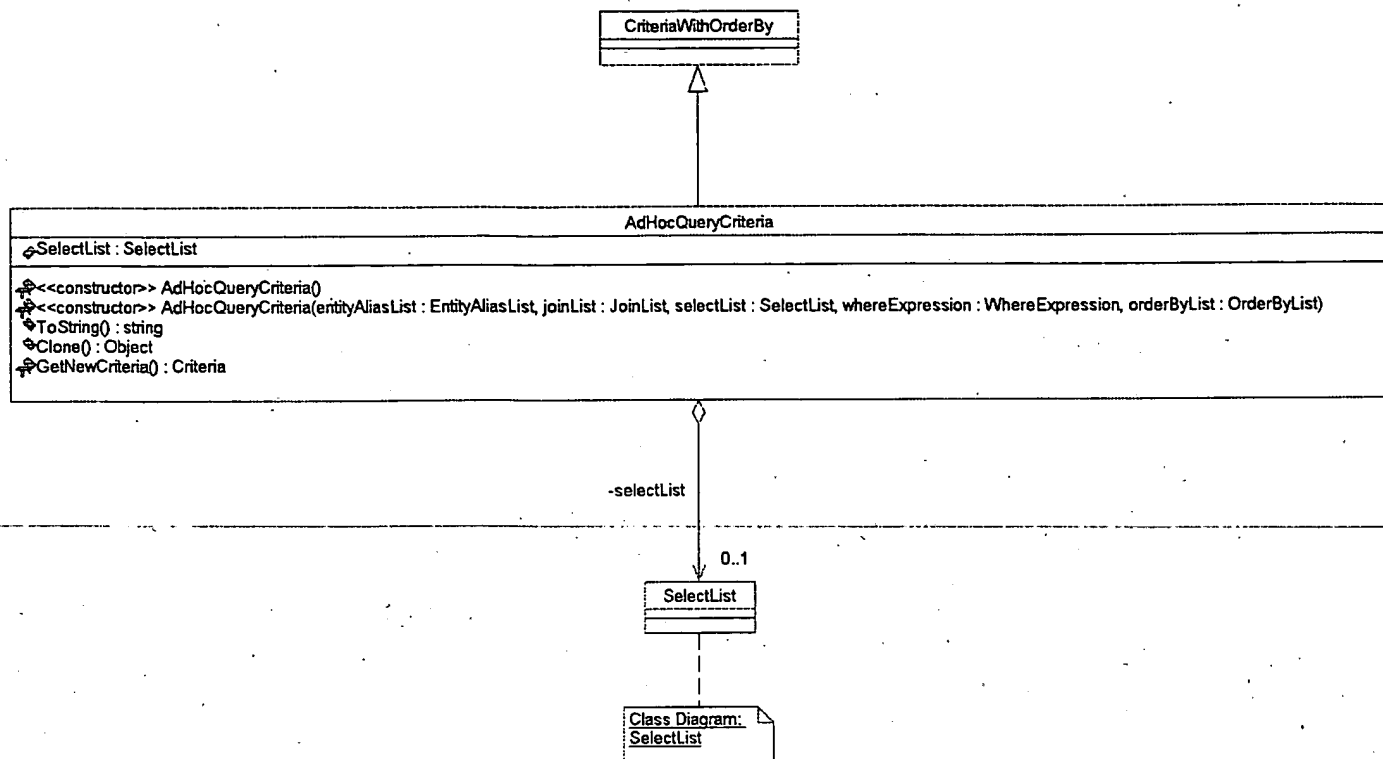 CriteriaWithOrderBy
AdHocQueryCriteria
SelectList : SelectList
<<constructor>> AdHocQueryCriteria()
<<constructor>> AdHocQueryCriteria(entityAliasList : EntityAliasList, joinList : JoinList, selectList : SelectList, whereExpression : WhereExpression, orderByList : OrderByList)
ToString() : string
Clone() : Object
GetNewCriteria() : Criteria
-selectList
0..1
SelectList
Class Diagram:
SelectList